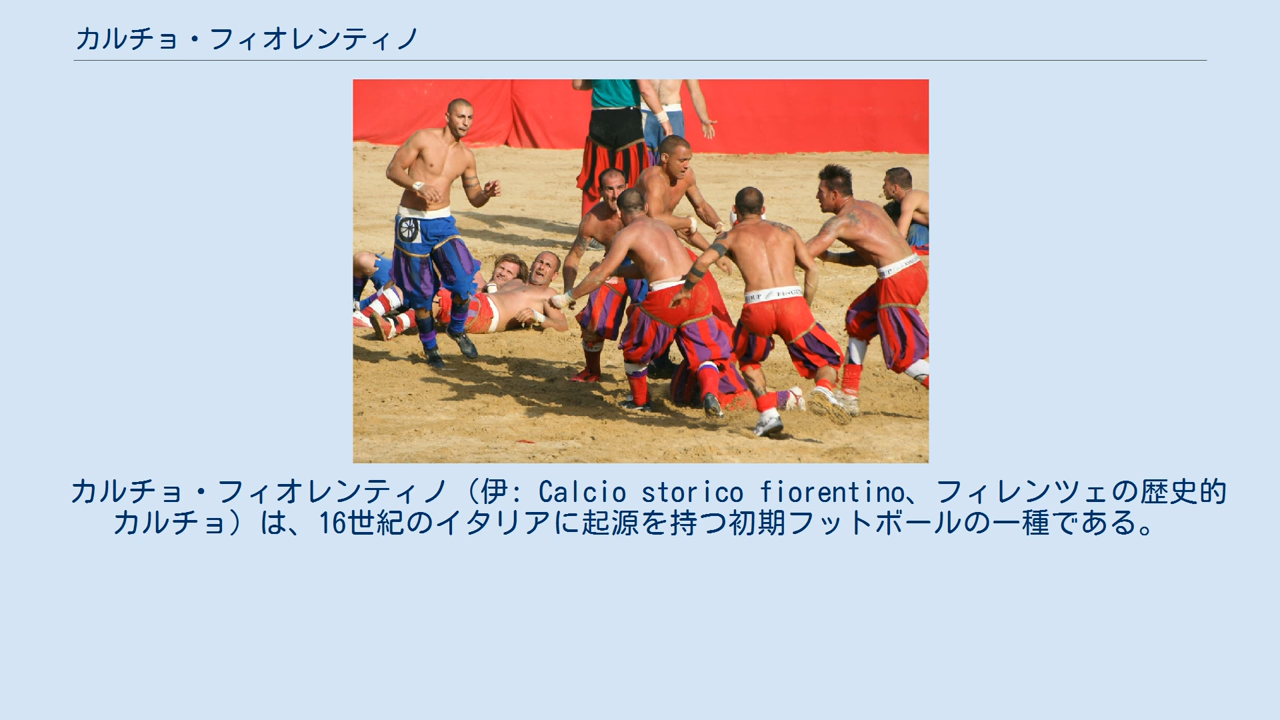 カルチョ・フィオレンティノ
カルチョ・フィオレンティノ（伊: Calcio storico fiorentino、フィレンツェの歴史的
カルチョ）は、16世紀のイタリアに起源を持つ初期フットボールの一種である。